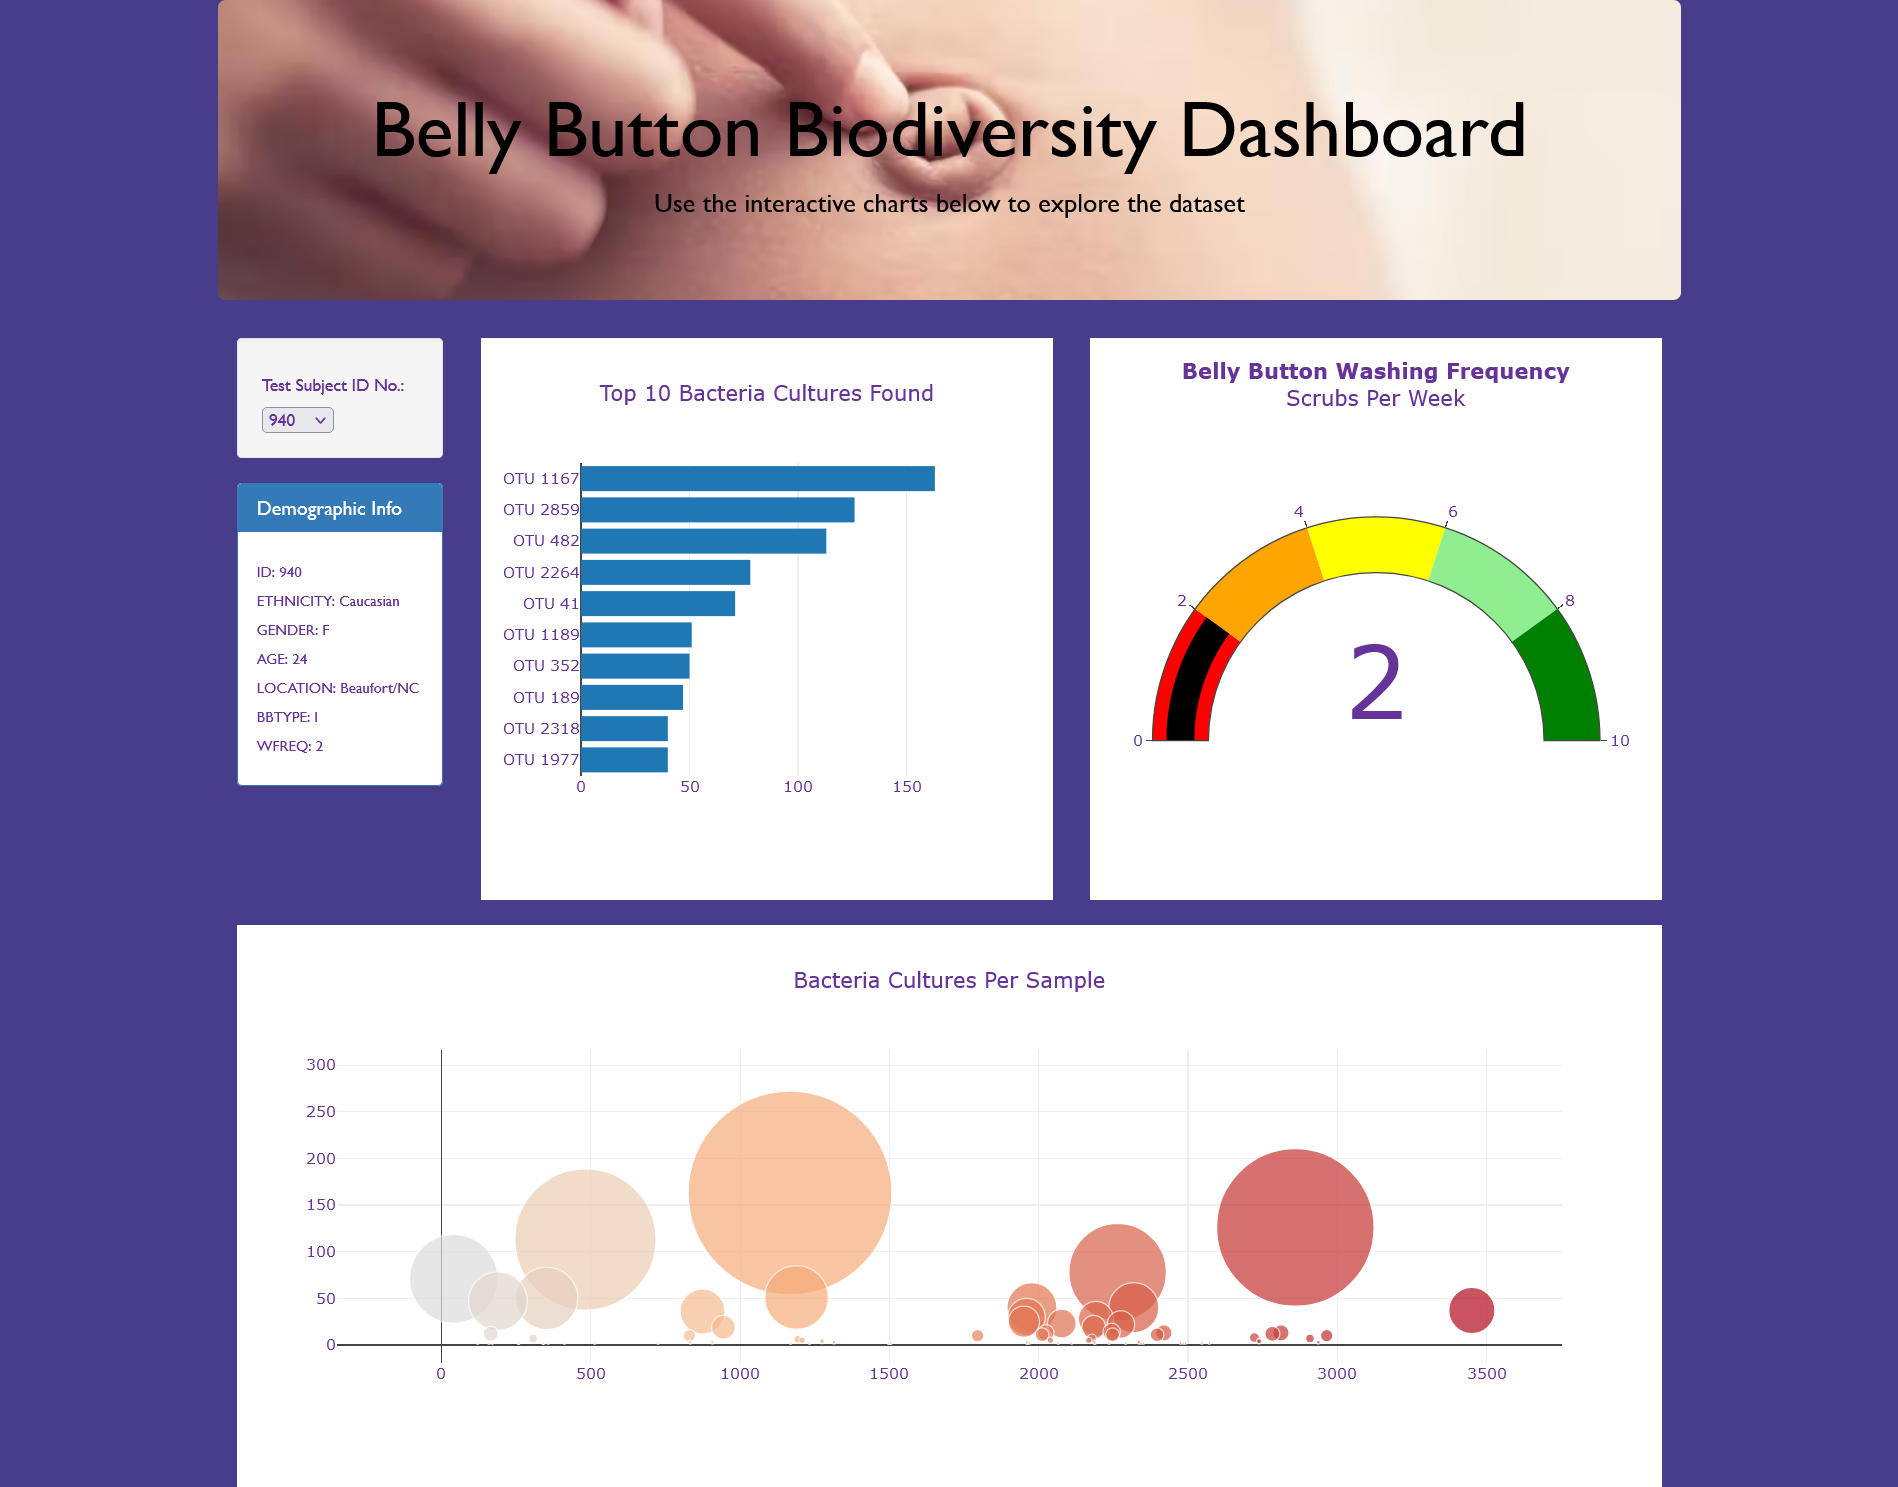 Belly Button Biodiversity Dashboard
Use the interactive charts below to explore the dataset
Test Subject ID No.:
940
Demographic Info
ID: 940
ETHNICITY: Caucasian
GENDER: F
AGE: 24
LOCATION: Beaufort/NC
BBTYPE: I
WFREQ: 2
Top 10 Bacteria Cultures Found
OTU 1167
OTU 2859
OTU 482
OTU 2264
OTU 41
OTU 1189
OTU 352
OTU 189
OTU 2318
OTU 1977
0 50 100 150
Belly Button Washing Frequency
Scrubs Per Week
4 6
2 8
2
0 10
Bacteria Cultures Per Sample
300
250
200
150
100
50
0
0 500 1000 1500 2000 2500 3000 3500